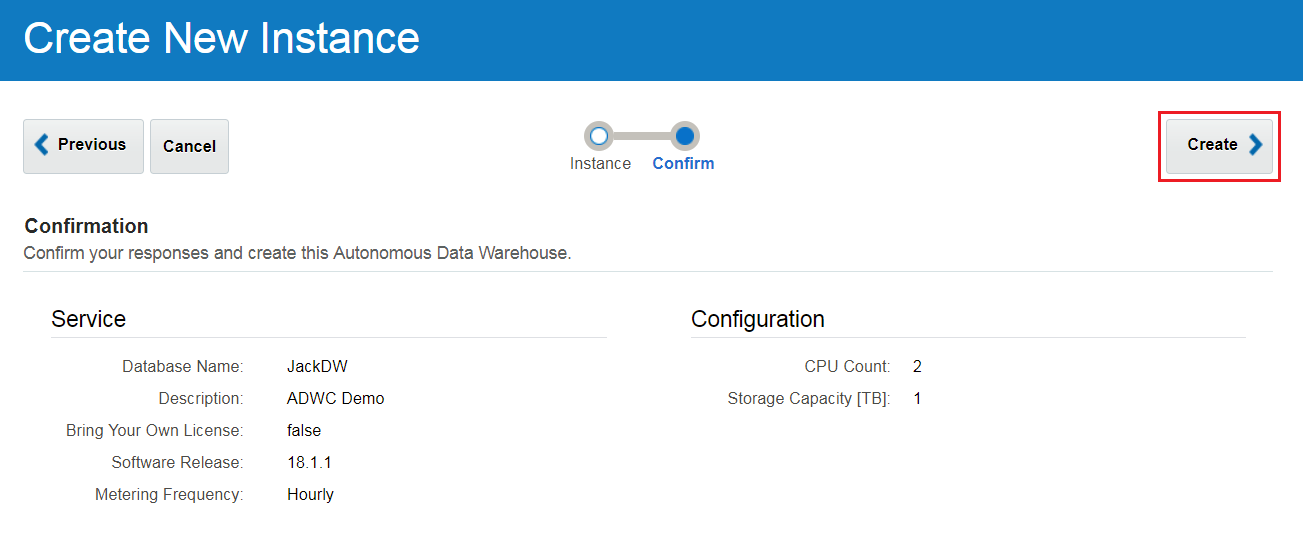 Create New Instance
Previous
Cancel
Instance
Confirm
Create
Confirmation
Confirm your responses and create this Autonomous Data Warehouse.
Service
Database Name: JackDW
Description: ADWC Demo
Bring Your Own License: false
Software Release: 18.1.1
Metering Frequency: Hourly
Configuration
CPU Count: 2
Storage Capacity [TB]: 1